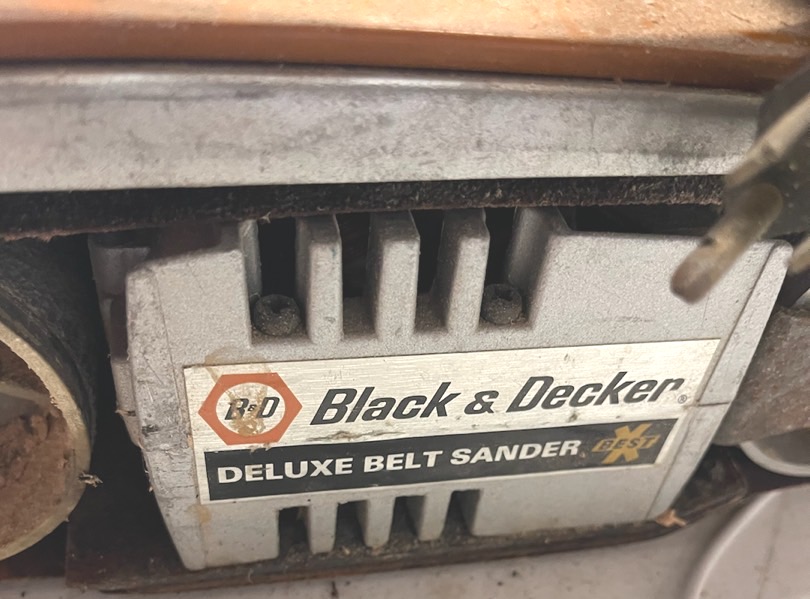 B&D Black & Decker®
DELUXE BELT SANDER BEST